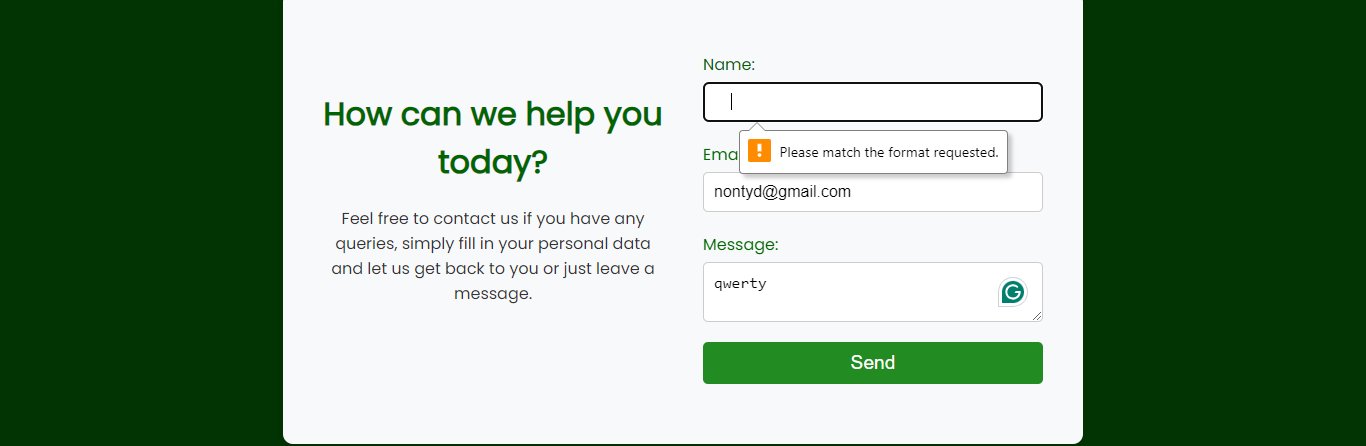 How can we help you
today?
Feel free to contact us if you have any
queries, simply fill in your personal data
and let us get back to you or just leave a
message.
Name:
Please match the format requested.
Ema
nontyd@gmail.com
Message:
qwerty
Send